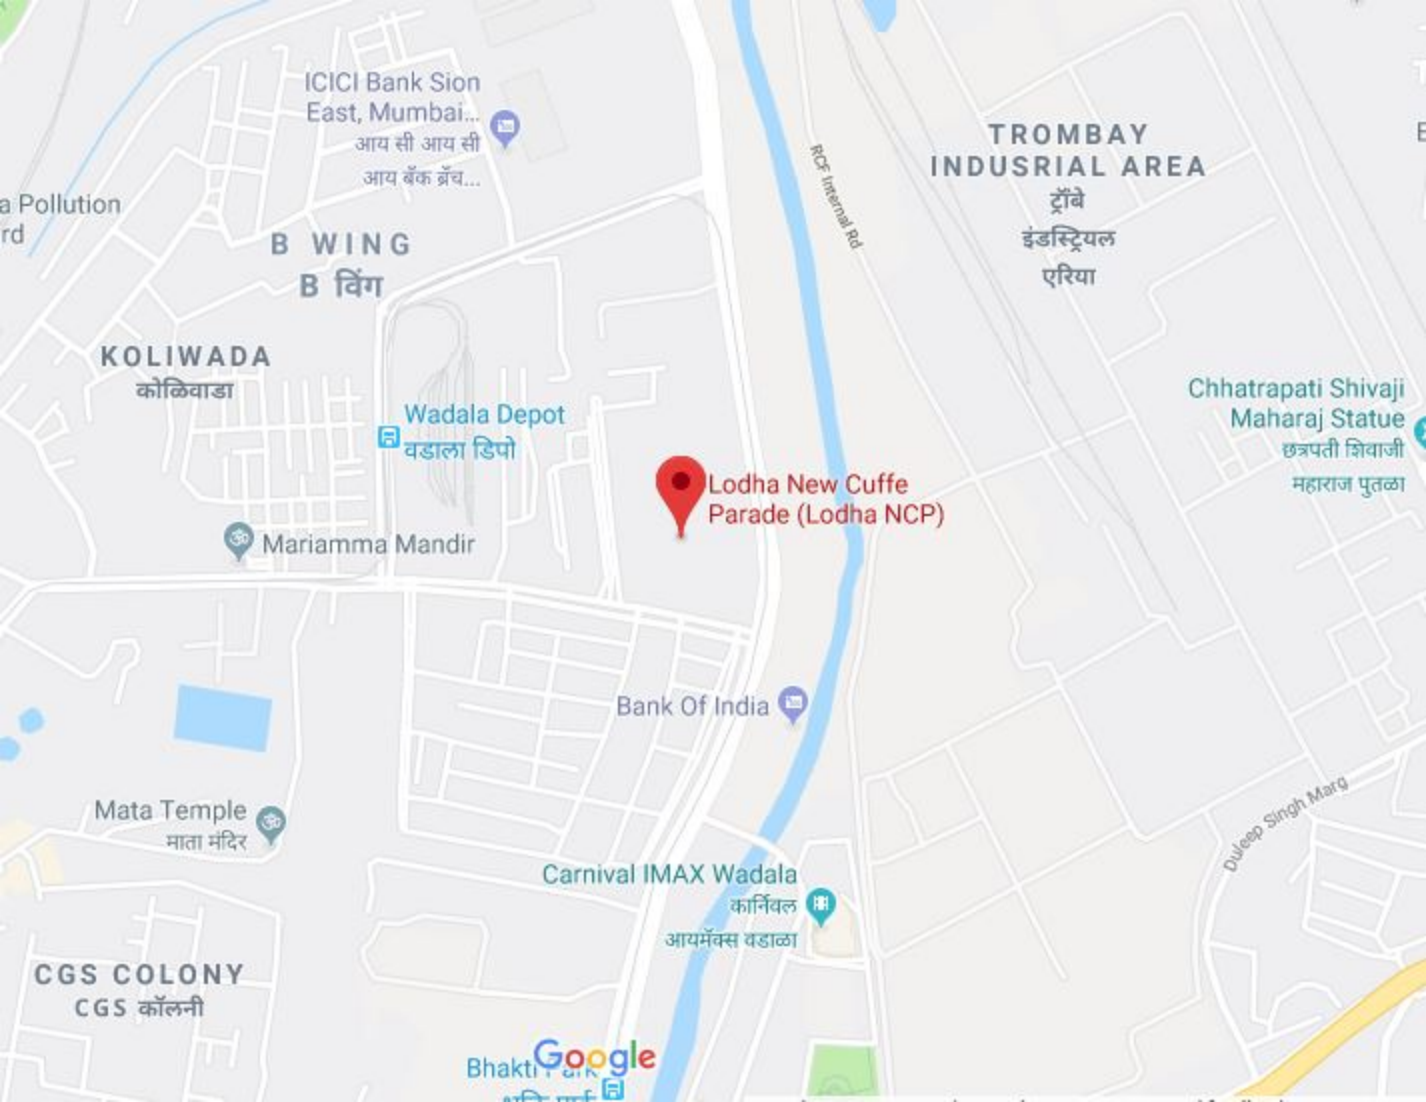 ICICI Bank Sion
East, Mumbai...
आय सी आय सी
आय बँक ब्रँच...
TROMBAY
INDUSRIAL AREA
ट्रॉंबे
इंडस्ट्रियल
एरिया
RCF Internal Rd
a Pollution
rd
B WING
B विंग
KOLIWADA
कोळिवाडा
Wadala Depot
वडाला डिपो
Chhatrapati Shivaji
Maharaj Statue
छत्रपती शिवाजी
महाराज पुतळा
Lodha New Cuffe
Parade (Lodha NCP)
Mariamma Mandir
Bank Of India
Mata Temple
माता मंदिर
Duleep Singh Marg
Carnival IMAX Wadala
कार्निवल
आयमॅक्स वडाळा
CGS COLONY
CGS कॉलनी
Google
Bhakti Park